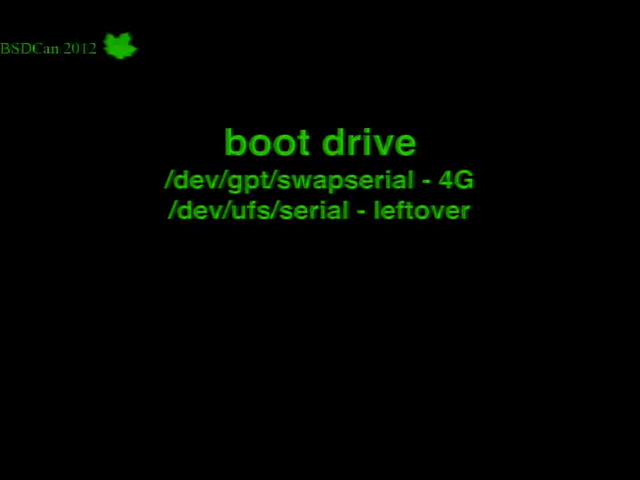 BSDCan 2012
boot drive
/dev/gpt/swapserial - 4G
/dev/ufs/serial - leftover